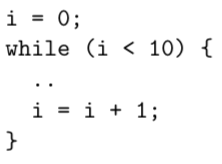 i = 0;
while (i < 10) {
  ..
  i = i + 1;
}